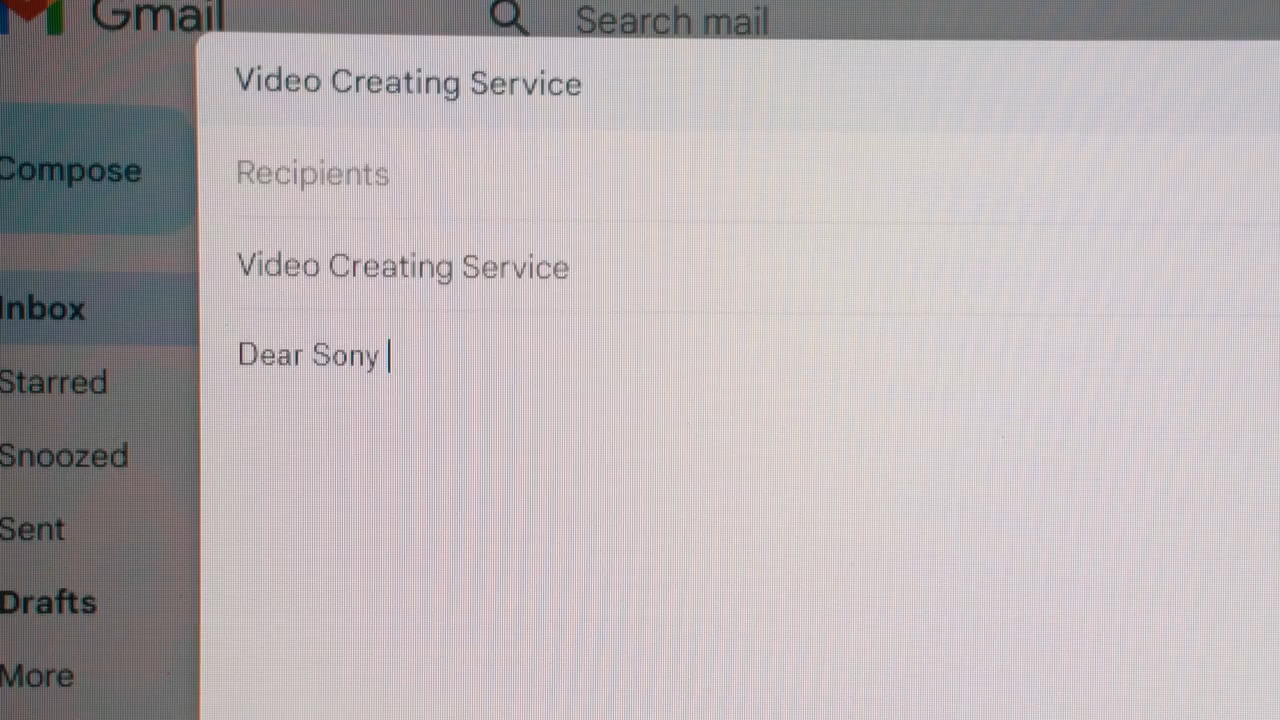 Gmail
Search mail
Video Creating Service
Compose
Recipients
Video Creating Service
Inbox
Dear Sony
Starred
Snoozed
Sent
Drafts
More